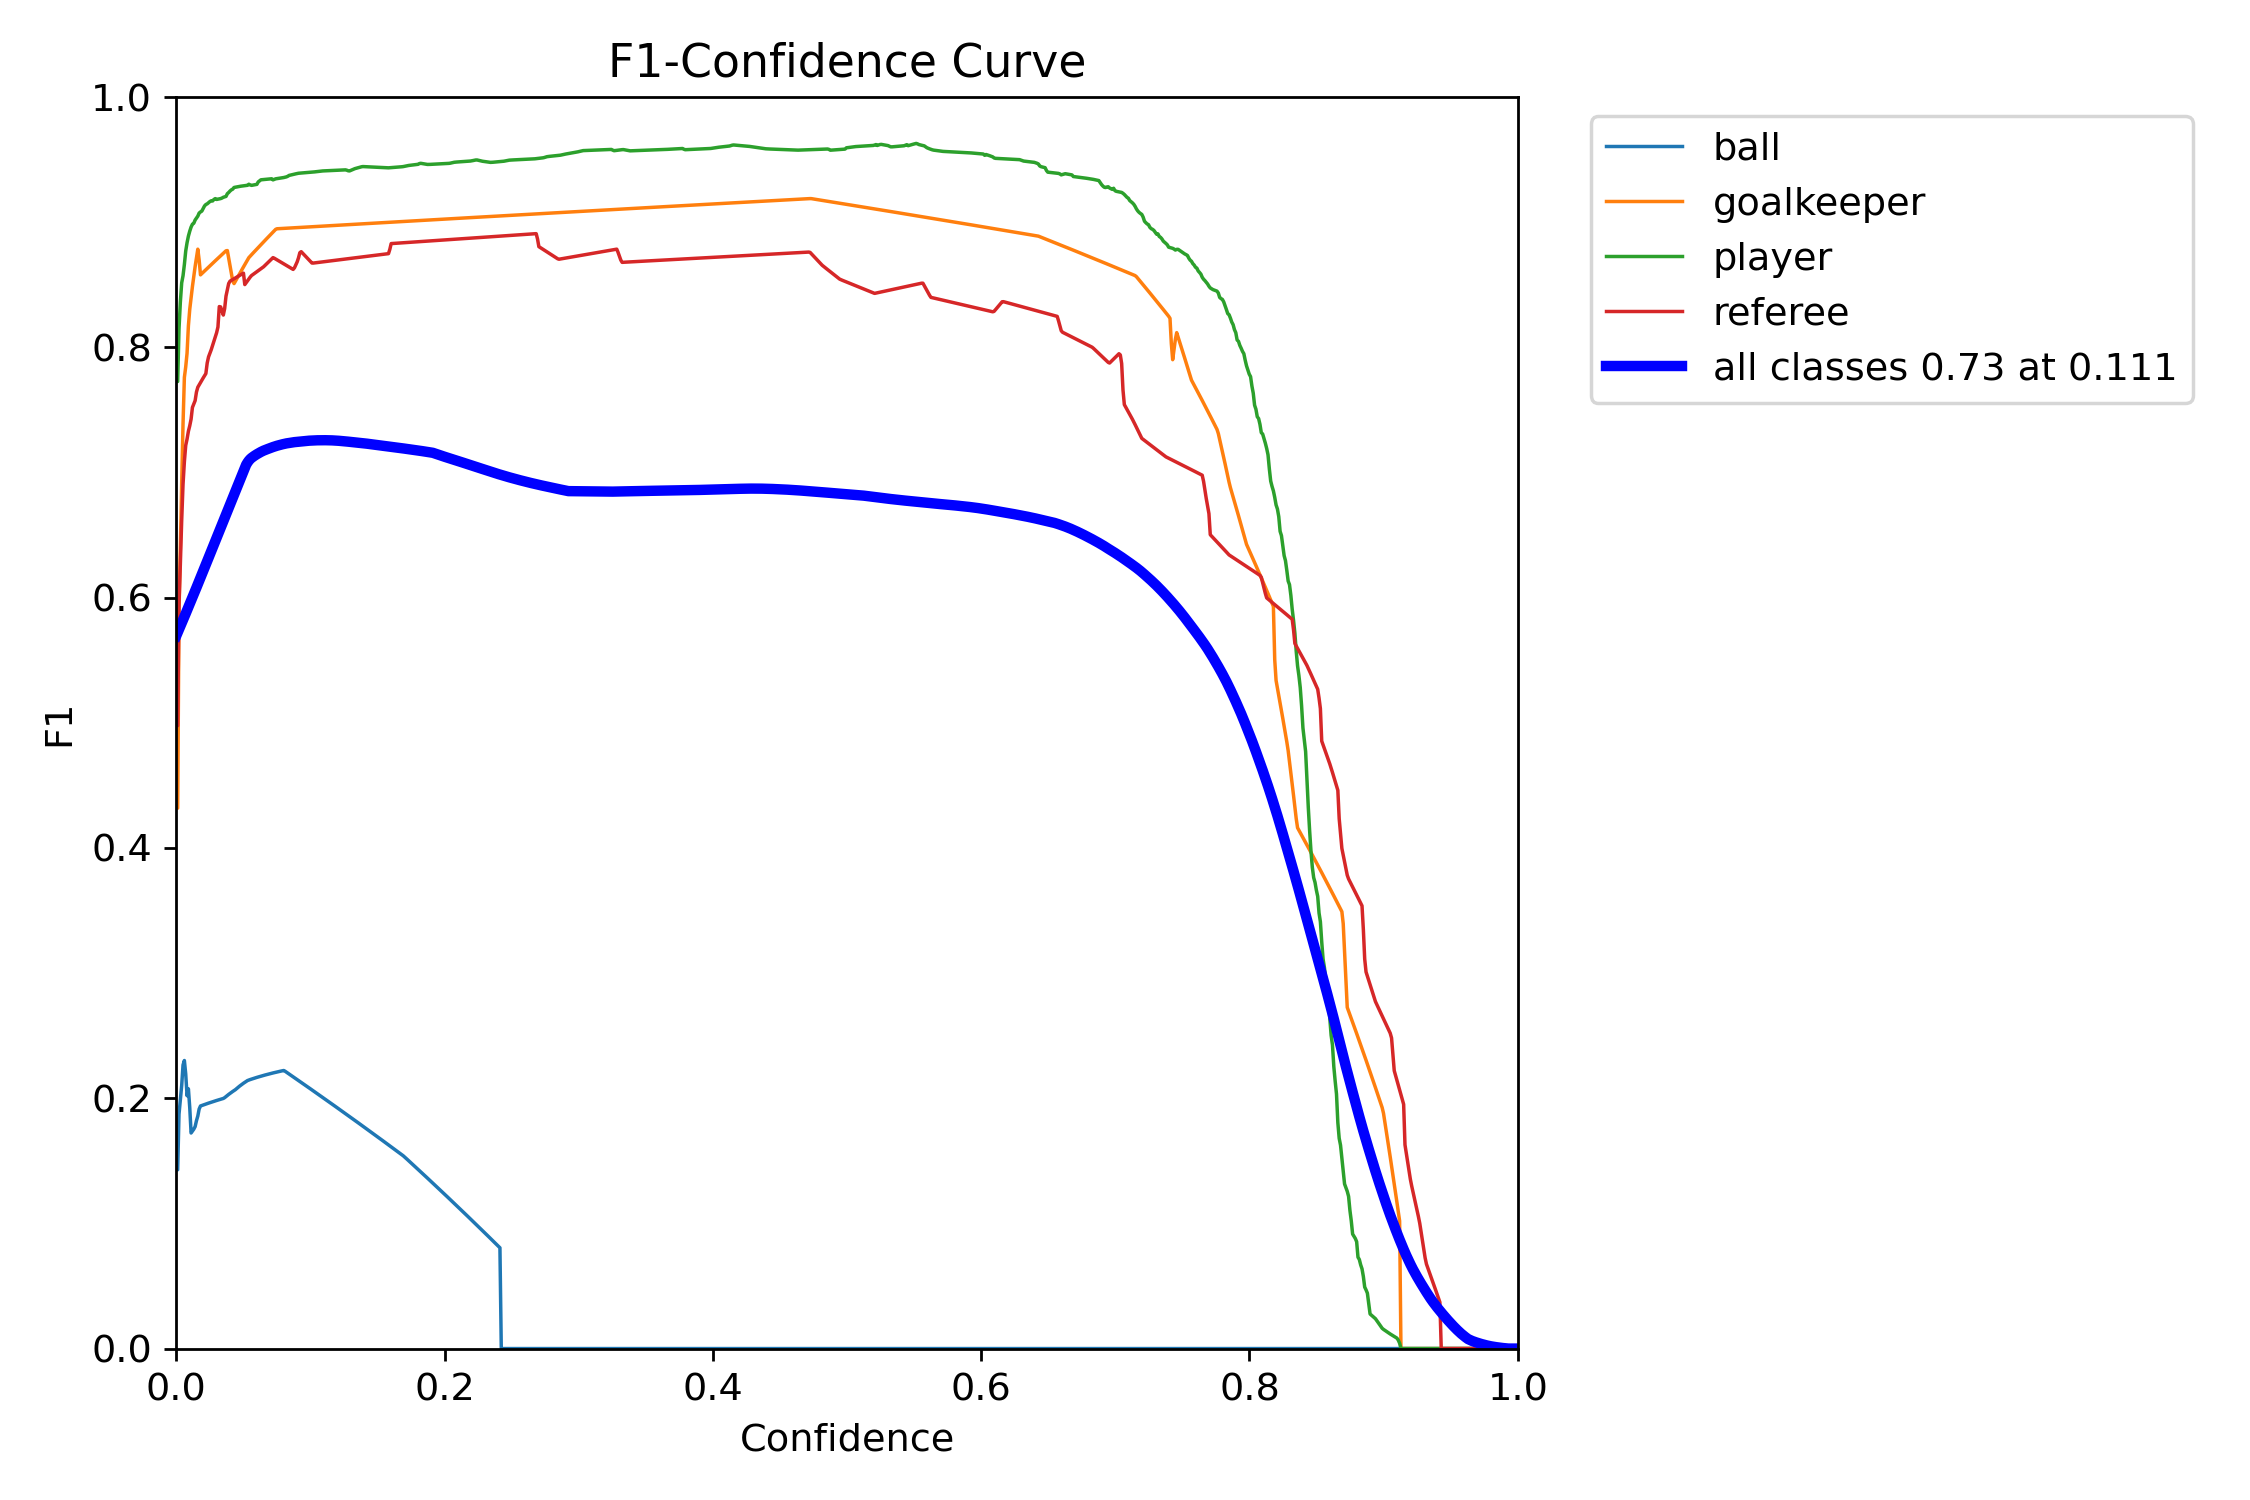 F1-Confidence Curve
1.0
0.8
0.6
0.4
0.2
0.0
F1
0.0 0.2 0.4 0.6 0.8 1.0
Confidence
ball
goalkeeper
player
referee
all classes 0.73 at 0.111